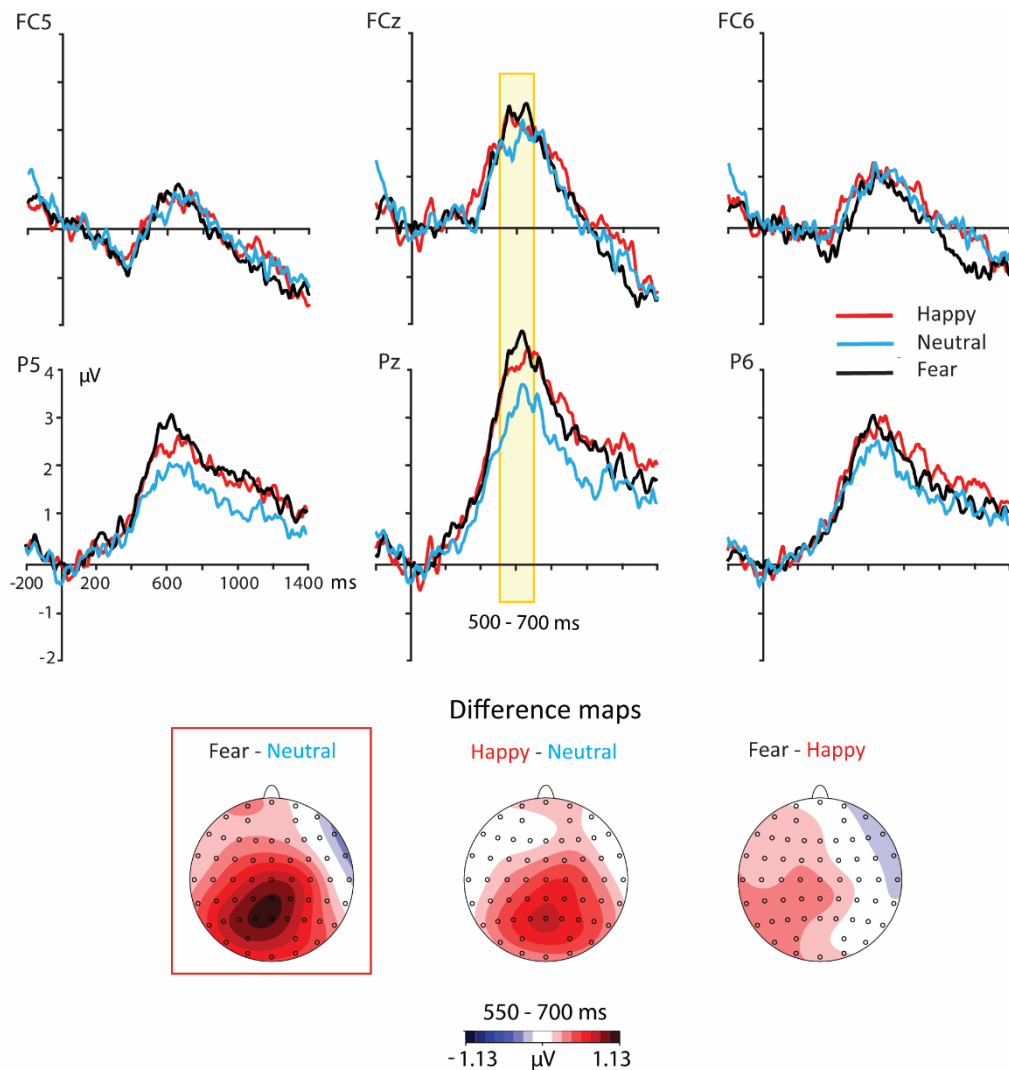 FC5 FCz FC6
Happy
Neutral
Fear
P5 μV Pz P6
4
3
2
1
-200 200 600 1000 1400 ms
-1
-2
500 - 700 ms
Difference maps
Fear - Neutral Happy - Neutral Fear - Happy
550 - 700 ms
-1.13 μV 1.13